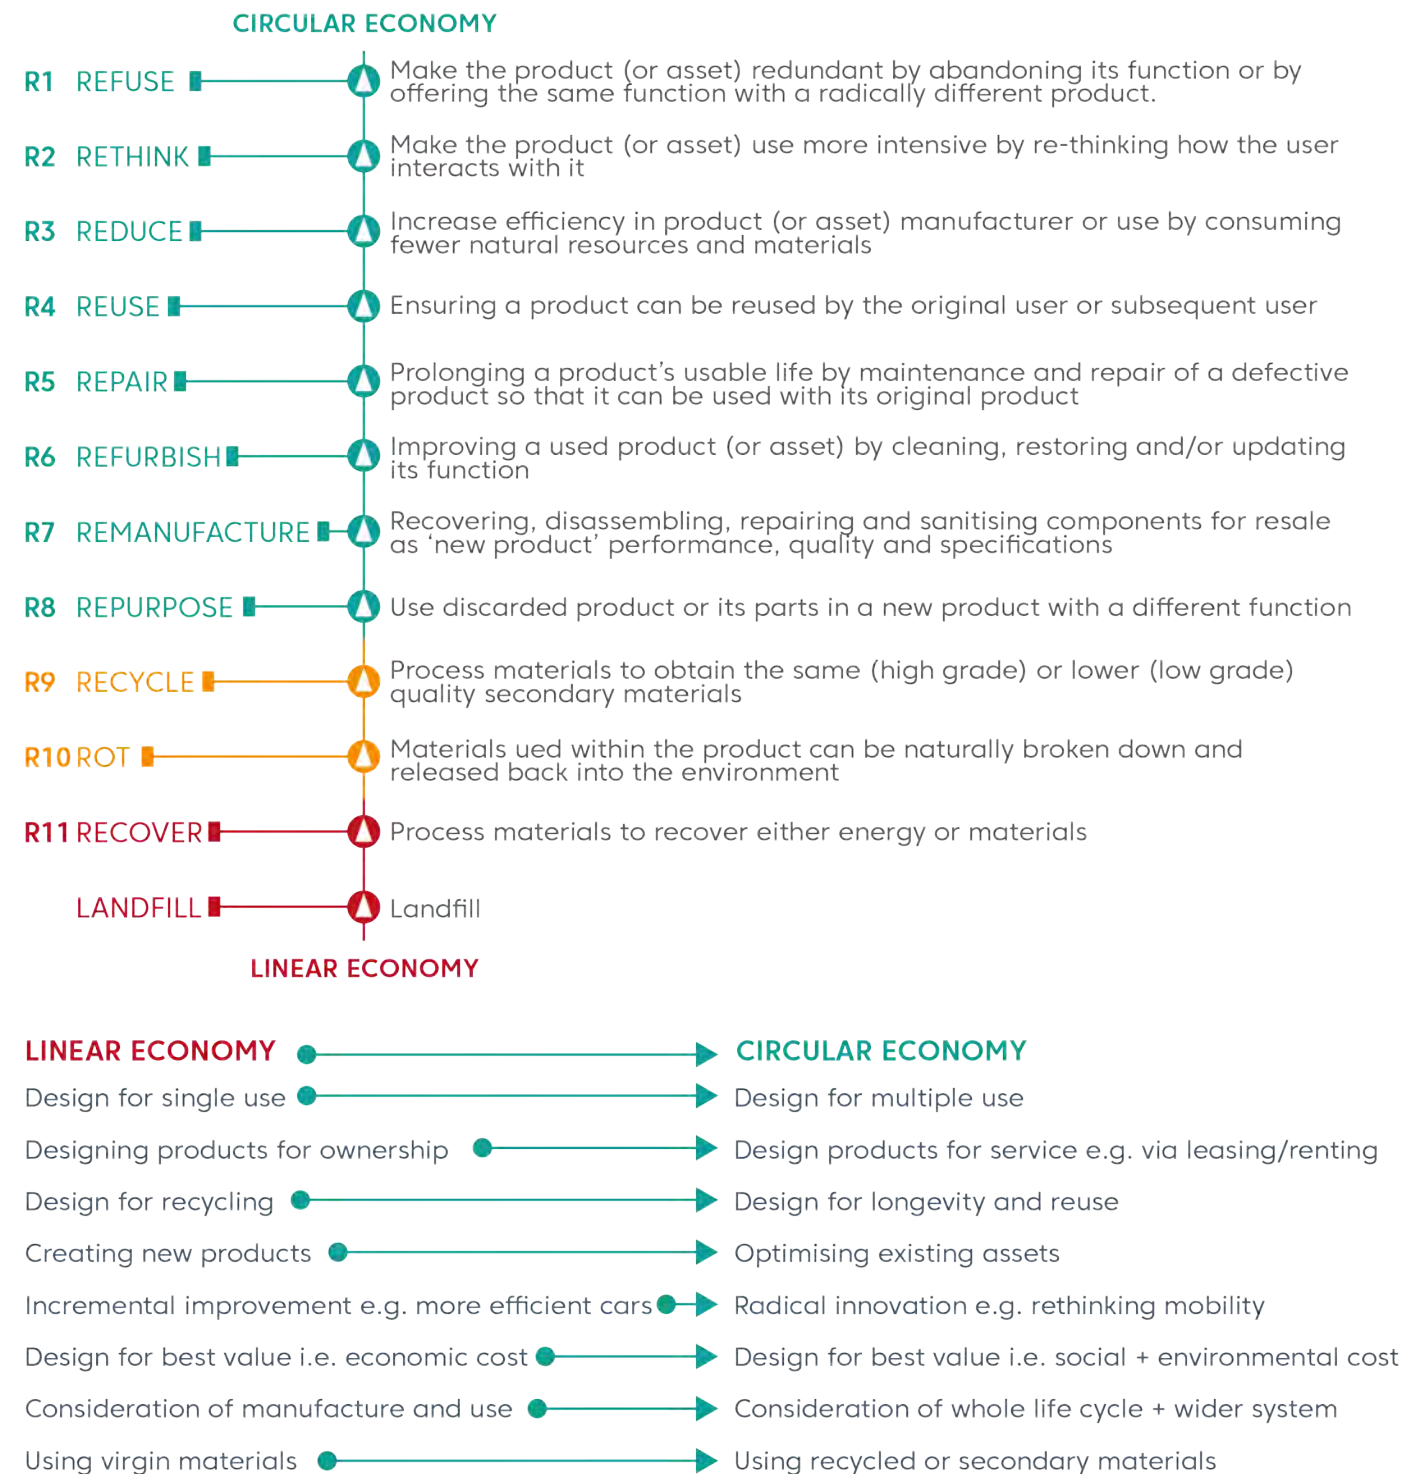 CIRCULAR ECONOMY
R1 REFUSE
Make the product (or asset) redundant by abandoning its function or by
offering the same function with a radically different product.
R2 RETHINK
Make the product (or asset) use more intensive by re-thinking how the user
interacts with it
R3 REDUCE
Increase efficiency in product (or asset) manufacturer or use by consuming
fewer natural resources and materials
R4 REUSE
Ensuring a product can be reused by the original user or subsequent user
R5 REPAIR
Prolonging a product's usable life by maintenance and repair of a defective
product so that it can be used with its original product
R6 REFURBISH
Improving a used product (or asset) by cleaning, restoring and/or updating
its function
R7 REMANUFACTURE
Recovering, disassembling, repairing and sanitising components for resale
as ‘new product’ performance, quality and specifications
R8 REPURPOSE
Use discarded product or its parts in a new product with a different function
R9 RECYCLE
Process materials to obtain the same (high grade) or lower (low grade)
quality secondary materials
R10 ROT
Materials ued within the product can be naturally broken down and
released back into the environment
R11 RECOVER
Process materials to recover either energy or materials
LANDFILL
Landfill
LINEAR ECONOMY
LINEAR ECONOMY CIRCULAR ECONOMY
Design for single use Design for multiple use
Designing products for ownership Design products for service e.g. via leasing/renting
Design for recycling Design for longevity and reuse
Creating new products Optimising existing assets
Incremental improvement e.g. more efficient cars Radical innovation e.g. rethinking mobility
Design for best value i.e. economic cost Design for best value i.e. social + environmental cost
Consideration of manufacture and use Consideration of whole life cycle + wider system
Using virgin materials Using recycled or secondary materials